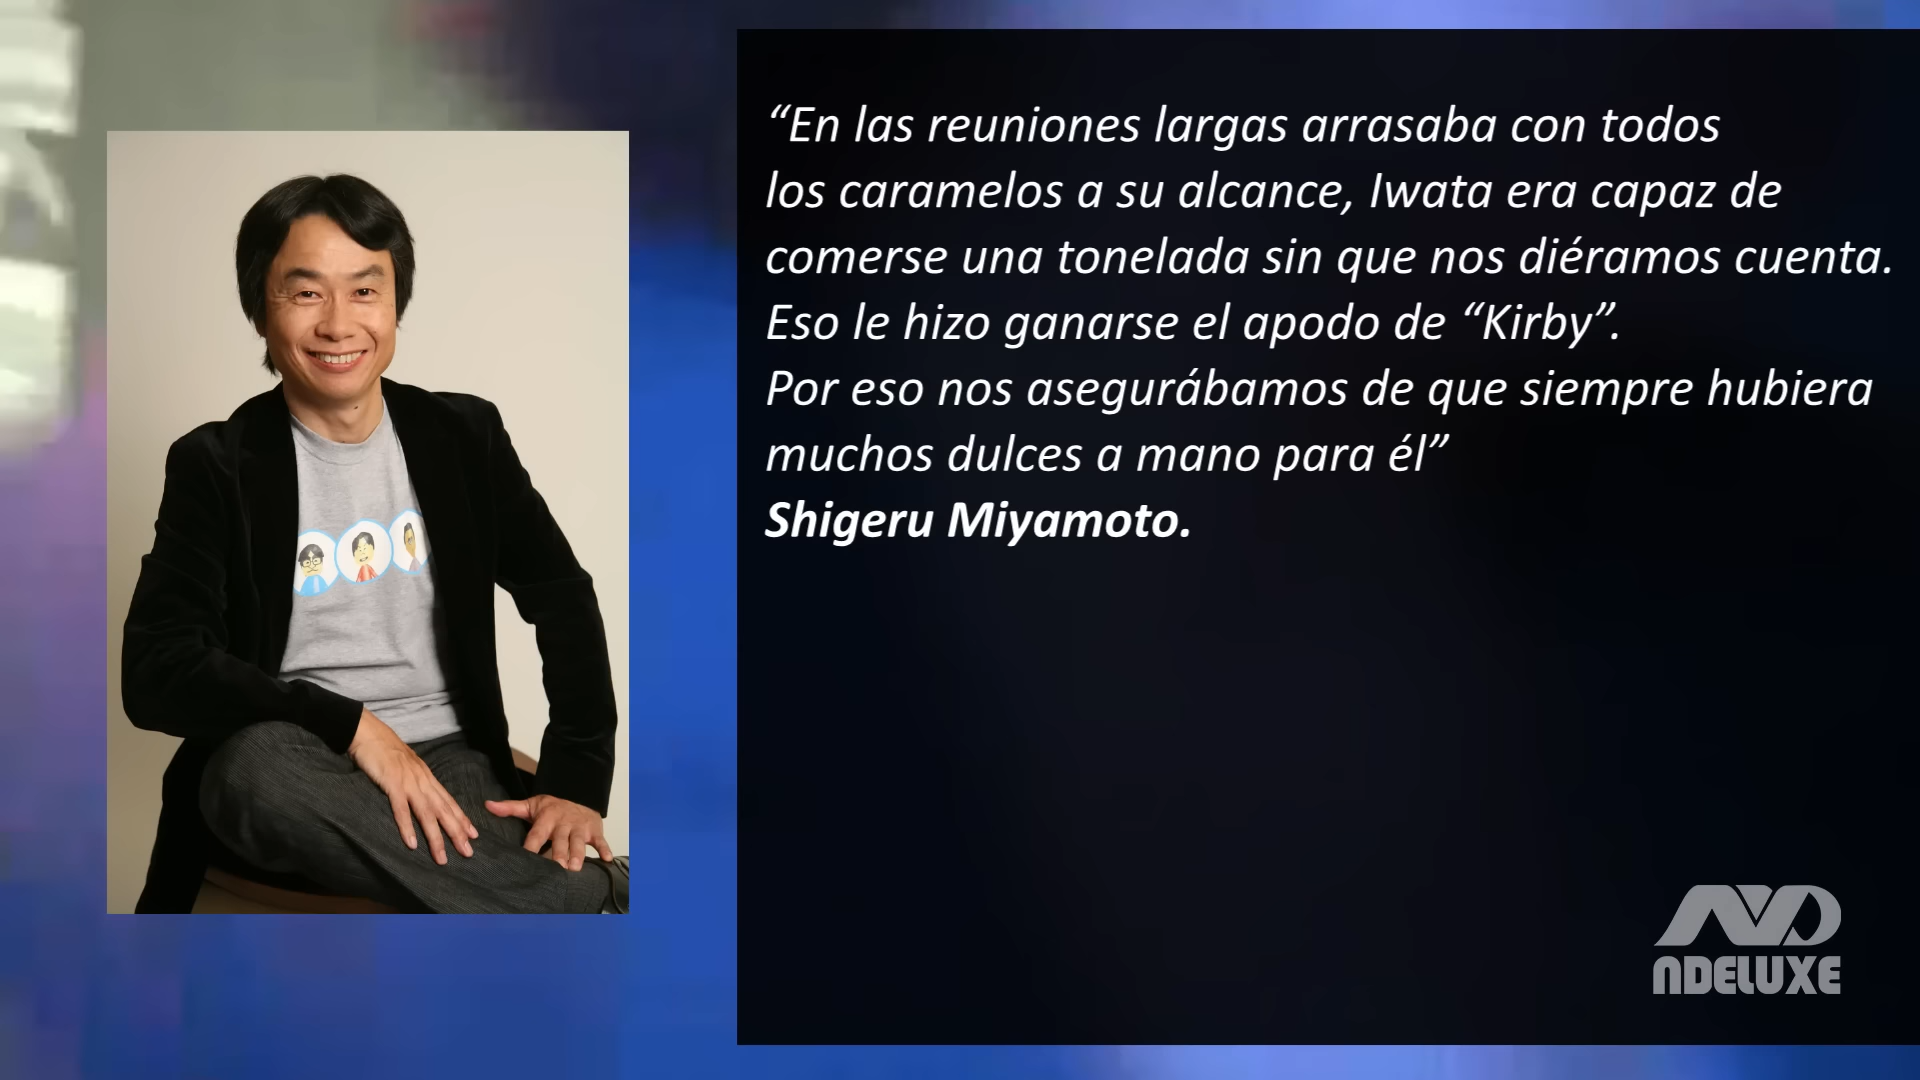 “En las reuniones largas arrasaba con todos
los caramelos a su alcance, Iwata era capaz de
comerse una tonelada sin que nos diéramos cuenta.
Eso le hizo ganarse el apodo de “Kirby”.
Por eso nos asegurábamos de que siempre hubiera
muchos dulces a mano para él”
Shigeru Miyamoto.
ND
NDELUXE